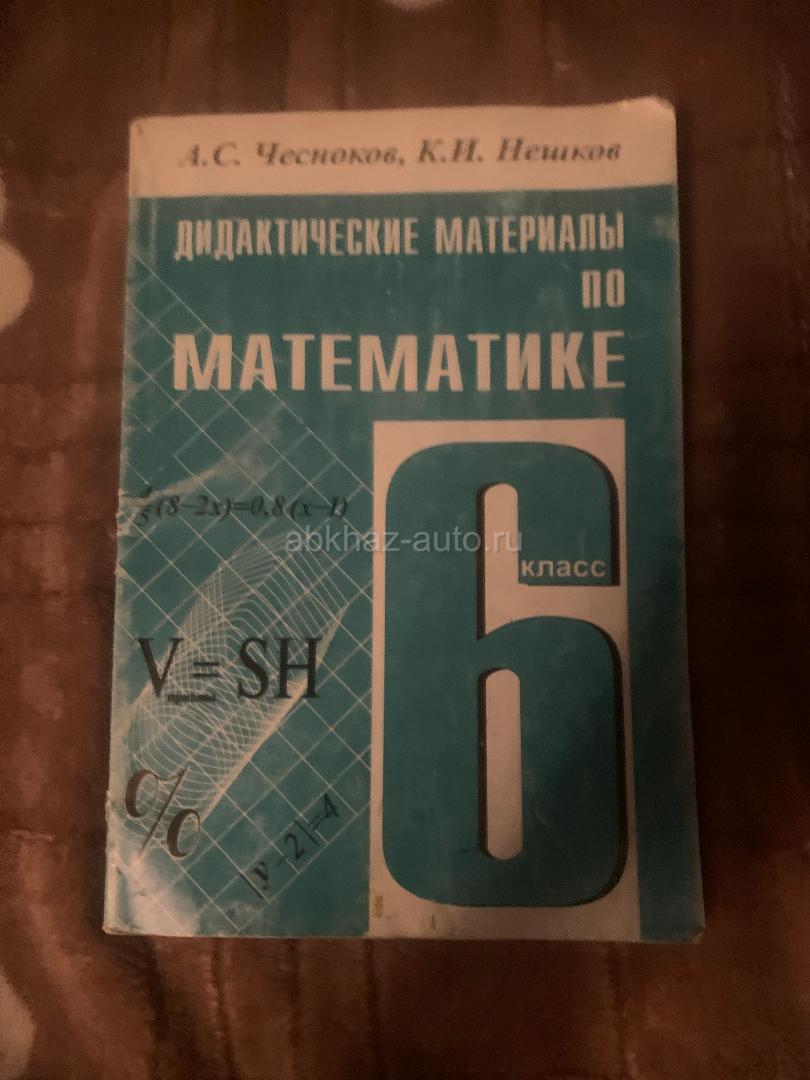 А.С. Чесноков, К.И. Нешков
ДИДАКТИЧЕСКИЕ МАТЕРИАЛЫ
ПО
МАТЕМАТИКЕ
(8–2x)=0,8(x–1)
abkhaz-auto.ru
класс
6
V = SH
%
|y–2|=4